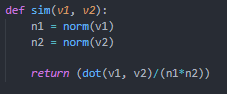 def sim(v1, v2):
    n1 = norm(v1)
    n2 = norm(v2)
    return (dot(v1, v2)/(n1*n2))